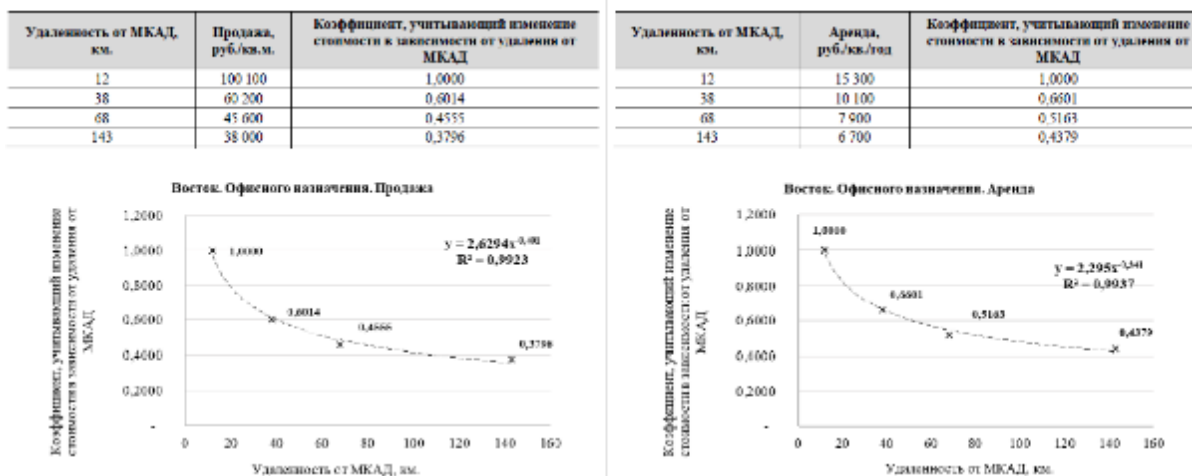 Удаленность от МКАД, км.
Продажа, руб./кв.м.
Коэффициент, учитывающий изменение стоимости в зависимости от удаления от МКАД
12 100 100 1,0000
38 60 200 0,6014
68 45 600 0,4555
143 38 000 0,3796
Восток. Офисного назначения. Продажа
Коэффициент, учитывающий изменение стоимости в зависимости от удаления от МКАД
1,2000
1,0000
0,8000
0,6000
0,4000
0,2000
-
1,0000
0,6014
0,4555
0,3796
R² = 0,9923
0 20 40 60 80 100 120 140 160
Удаленность от МКАД, км.
Удаленность от МКАД, км.
Аренда, руб./кв./год
Коэффициент, учитывающий изменение стоимости в зависимости от удаления от МКАД
12 15 300 1,0000
38 10 100 0,6601
68 7 900 0,5163
143 6 700 0,4379
Восток. Офисного назначения. Аренда
Коэффициент, учитывающий изменение стоимости в зависимости от удаления от МКАД
1,2000
1,0000
0,8000
0,6000
0,4000
0,2000
-
1,0000
0,6601
0,5163
0,4379
y = 2,295x^-0,341
R² = 0,9937
0 20 40 60 80 100 120 140 160
Удаленность от МКАД, км.